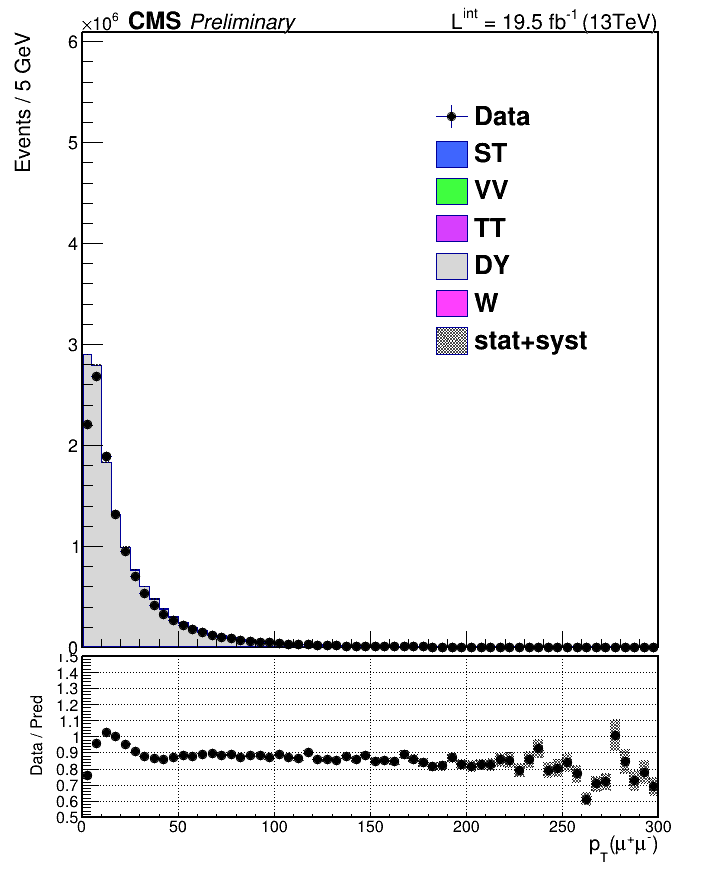 ×10⁶ CMS Preliminary L^int = 19.5 fb⁻¹ (13TeV)
Events / 5 GeV
6
5
4
3
2
1
0
Data
ST
VV
TT
DY
W
stat+syst
Data / Pred
1.5
1.4
1.3
1.2
1.1
1
0.9
0.8
0.7
0.6
0.5
0 50 100 150 200 250 300
p_T(μ⁺μ⁻)